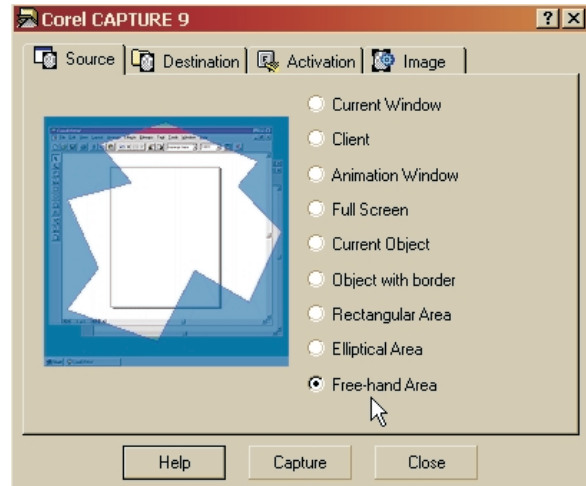 Corel CAPTURE 9
Source Destination Activation Image
Current Window
Client
Animation Window
Full Screen
Current Object
Object with border
Rectangular Area
Elliptical Area
Free-hand Area
Help Capture Close